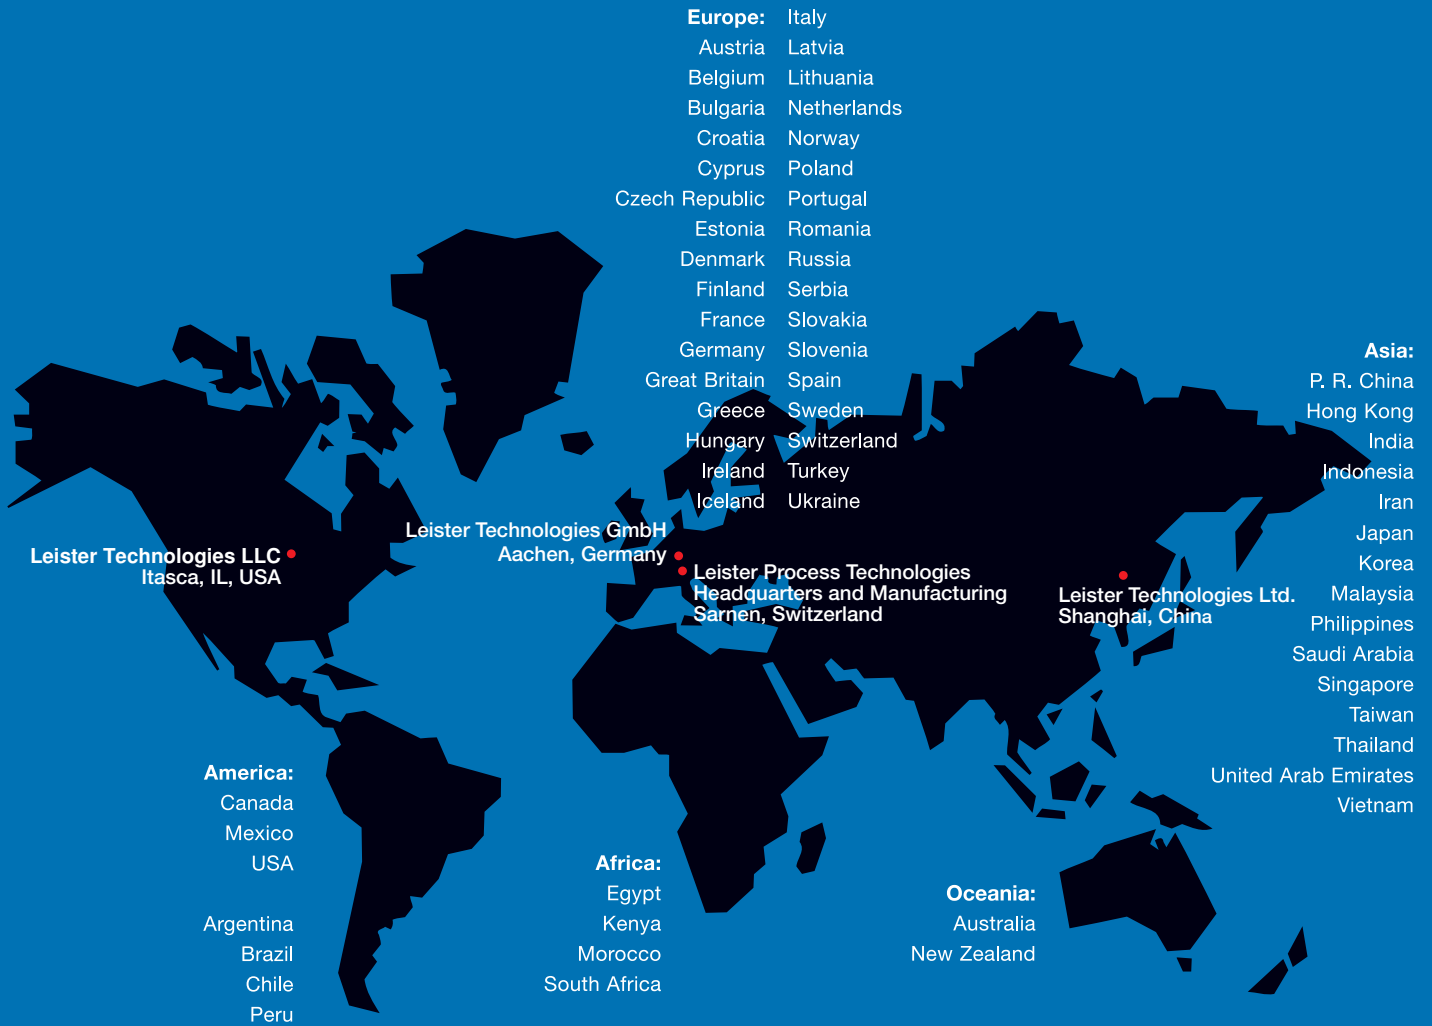 Europe:
Austria
Belgium
Bulgaria
Croatia
Cyprus
Czech Republic
Estonia
Denmark
Finland
France
Germany
Great Britain
Greece
Hungary
Ireland
Iceland
Italy
Latvia
Lithuania
Netherlands
Norway
Poland
Portugal
Romania
Russia
Serbia
Slovakia
Slovenia
Spain
Sweden
Switzerland
Turkey
Ukraine
Asia:
P. R. China
Hong Kong
India
Indonesia
Iran
Japan
Korea
Malaysia
Philippines
Saudi Arabia
Singapore
Taiwan
Thailand
United Arab Emirates
Vietnam
Leister Technologies LLC
Itasca, IL, USA
Leister Technologies GmbH
Aachen, Germany
Leister Process Technologies
Headquarters and Manufacturing
Sarnen, Switzerland
Leister Technologies Ltd.
Shanghai, China
America:
Canada
Mexico
USA
Argentina
Brazil
Chile
Peru
Africa:
Egypt
Kenya
Morocco
South Africa
Oceania:
Australia
New Zealand